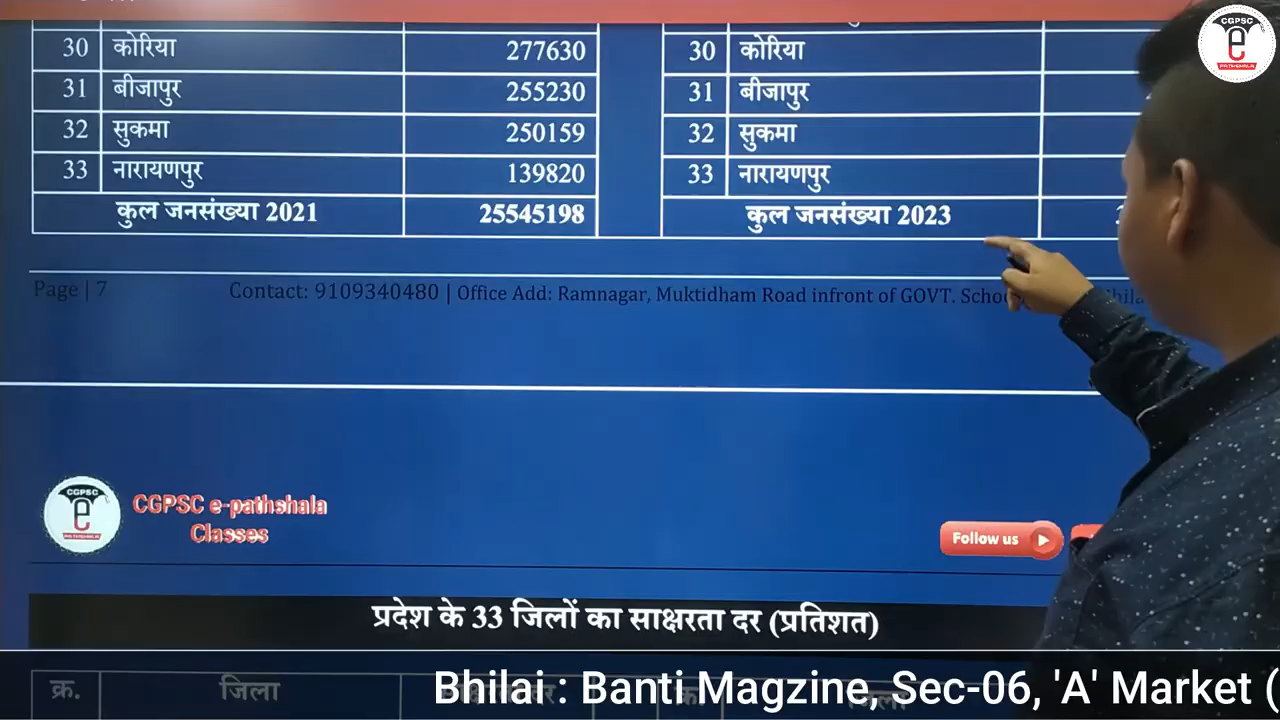 CGPSC
e
PATHSHALA
30 कोरिया 277630 30 कोरिया
31 बीजापुर 255230 31 बीजापुर
32 सुकमा 250159 32 सुकमा
33 नारायणपुर 139820 33 नारायणपुर
कुल जनसंख्या 2021 25545198 कुल जनसंख्या 2023
Page | 7 Contact: 9109340480 | Office Add: Ramnagar, Muktidham Road infront of GOVT.
CGPSC
e
CGPSC e-pathshala
Classes
Follow us
प्रदेश के 33 जिलों का साक्षरता दर (प्रतिशत)
क्र. जिला
Bhilai : Banti Magzine, Sec-06, 'A' Market (